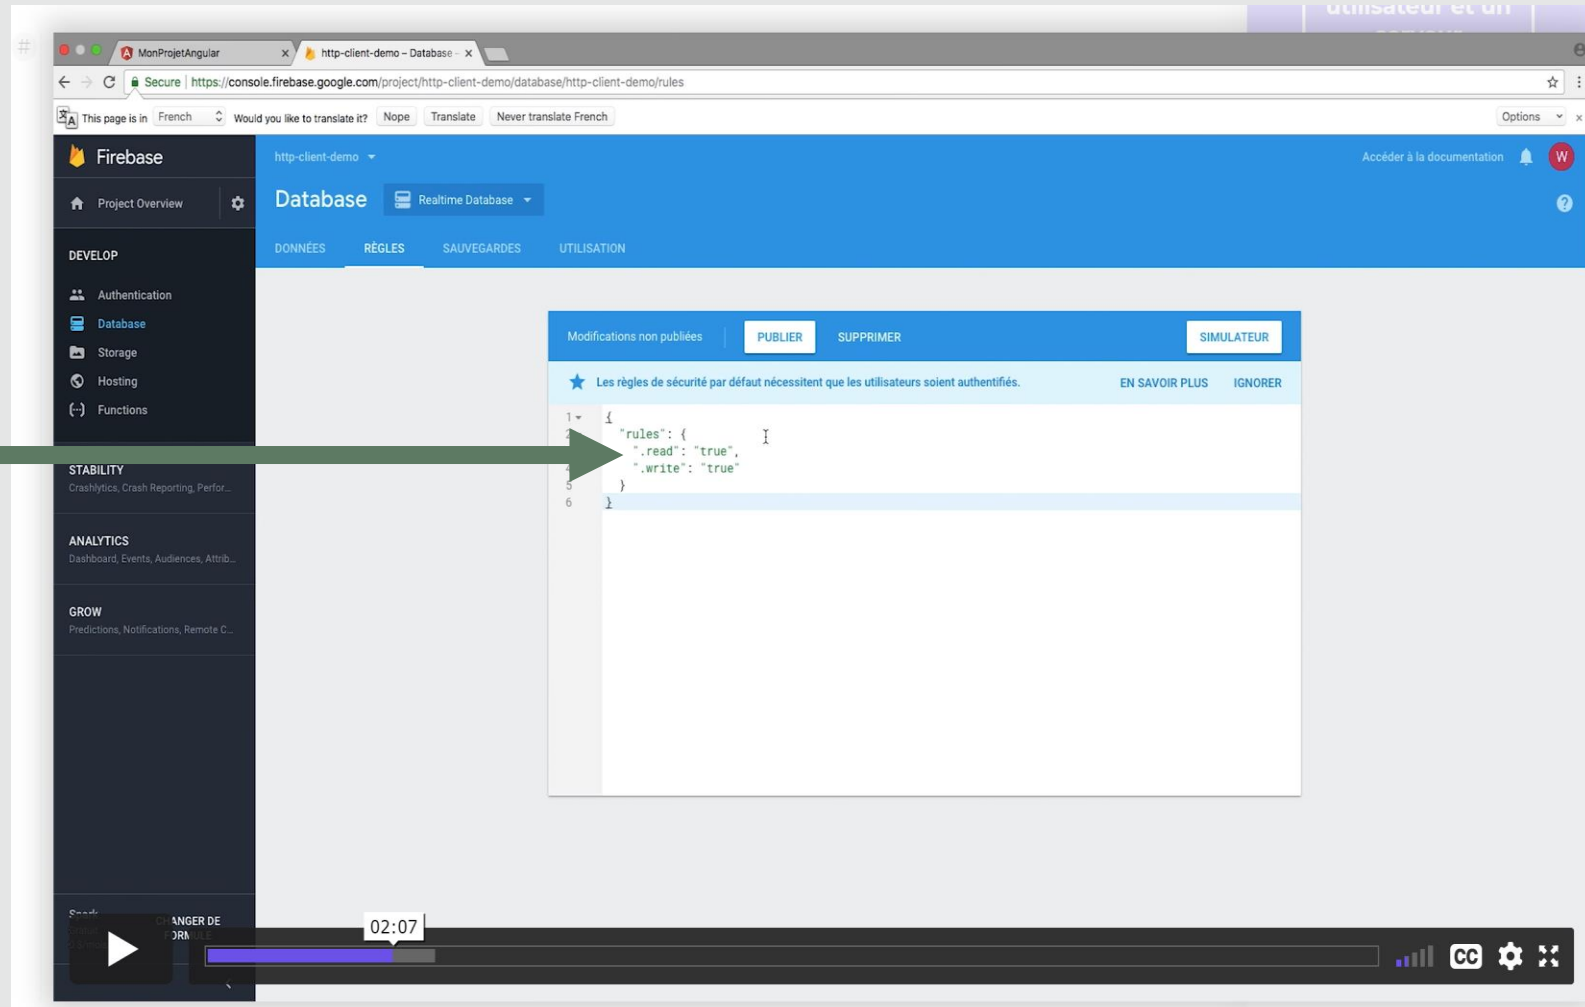 utilisateur et un
#
MonProjetAngular
http-client-demo – Database –
Secure | https://console.firebase.google.com/project/http-client-demo/database/http-client-demo/rules
This page is in French Would you like to translate it? Nope Translate Never translate French Options
Firebase
http-client-demo
Accéder à la documentation
W
Project Overview
Database
Realtime Database
DONNÉES RÈGLES SAUVEGARDES UTILISATION
DEVELOP
Authentication
Database
Storage
Hosting
Functions
STABILITY
Crashlytics, Crash Reporting, Perfor...
ANALYTICS
Dashboard, Events, Audiences, Attrib...
GROW
Predictions, Notifications, Remote C...
Modifications non publiées PUBLIER SUPPRIMER SIMULATEUR
Les règles de sécurité par défaut nécessitent que les utilisateurs soient authentifiés. EN SAVOIR PLUS IGNORER
1 {
"rules": {
".read": "true",
".write": "true"
5 }
6 }
CHANGER DE
02:07
CC